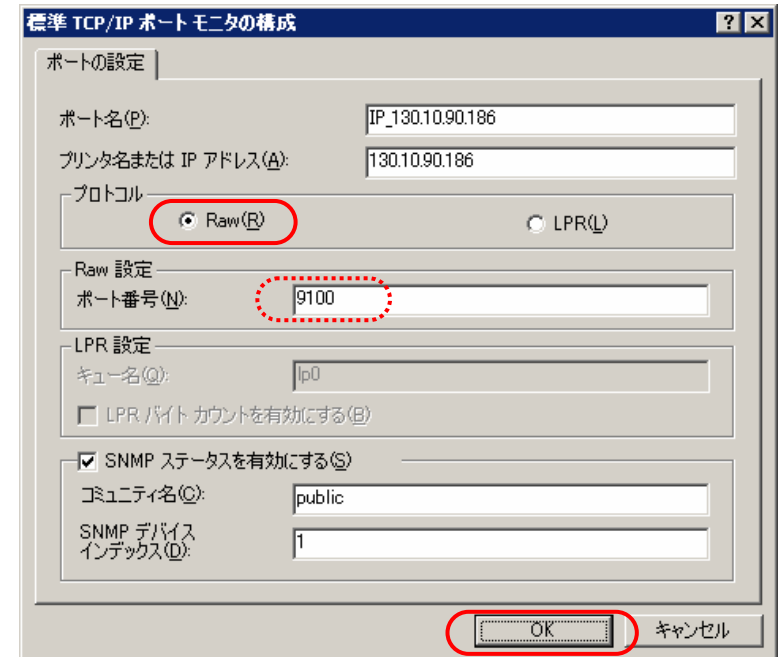 標準 TCP/IP ポート モニタの構成
ポートの設定
ポート名(P): IP_130.10.90.186
プリンタ名または IP アドレス(A): 130.10.90.186
プロトコル
Raw(R) LPR(L)
Raw 設定
ポート番号(N): 9100
LPR 設定
キュー名(Q): lp0
LPR バイト カウントを有効にする(B)
SNMP ステータスを有効にする(S)
コミュニティ名(C): public
SNMP デバイス
インデックス(D): 1
OK キャンセル